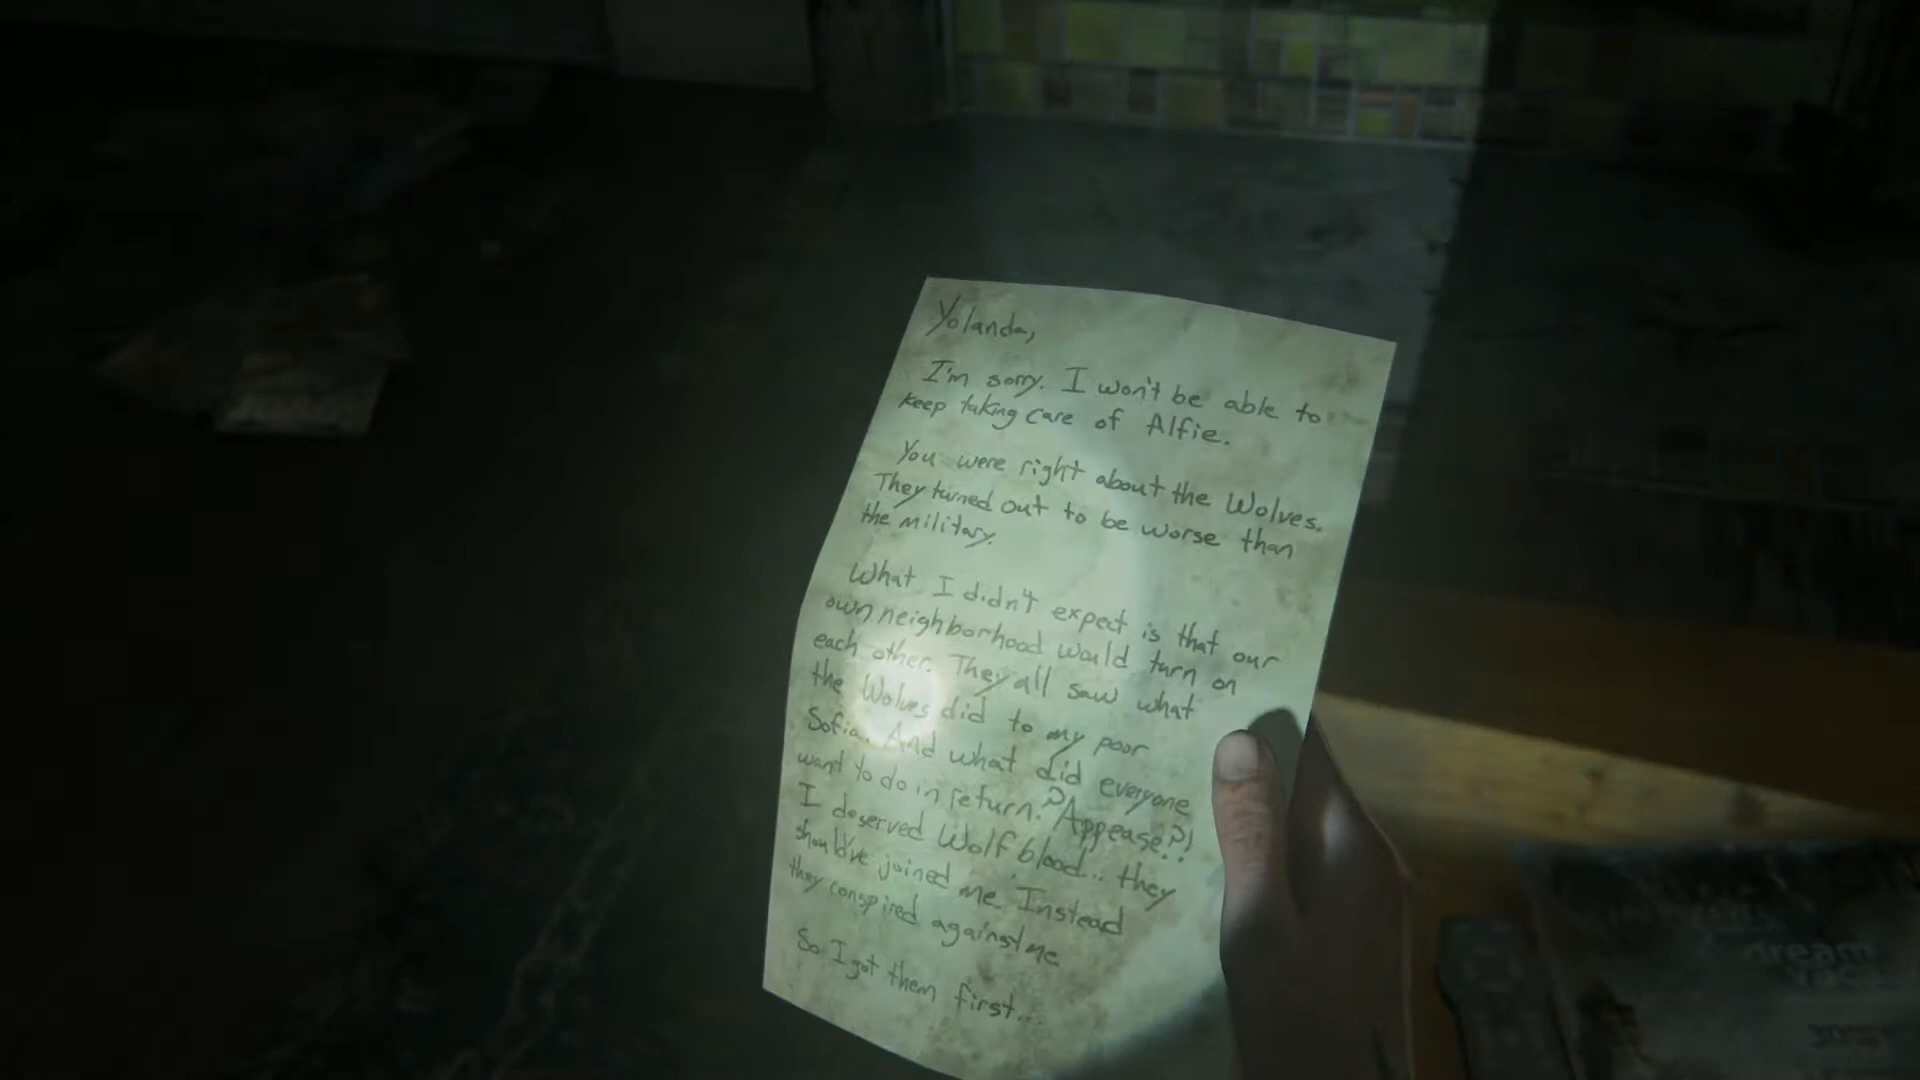 Yolanda,
I'm sorry. I won't be able to
keep taking care of Alfie.
You were right about the Wolves.
They turned out to be worse than
the military.
What I didn't expect is that our
own neighborhood would turn on
each other. They all saw what
the Wolves did to my poor
Sofia. And what did everyone
want to do in return? Appease?!
I deserved Wolf blood... they
should've joined me. Instead
they conspired against me.
So I got them first...
dream